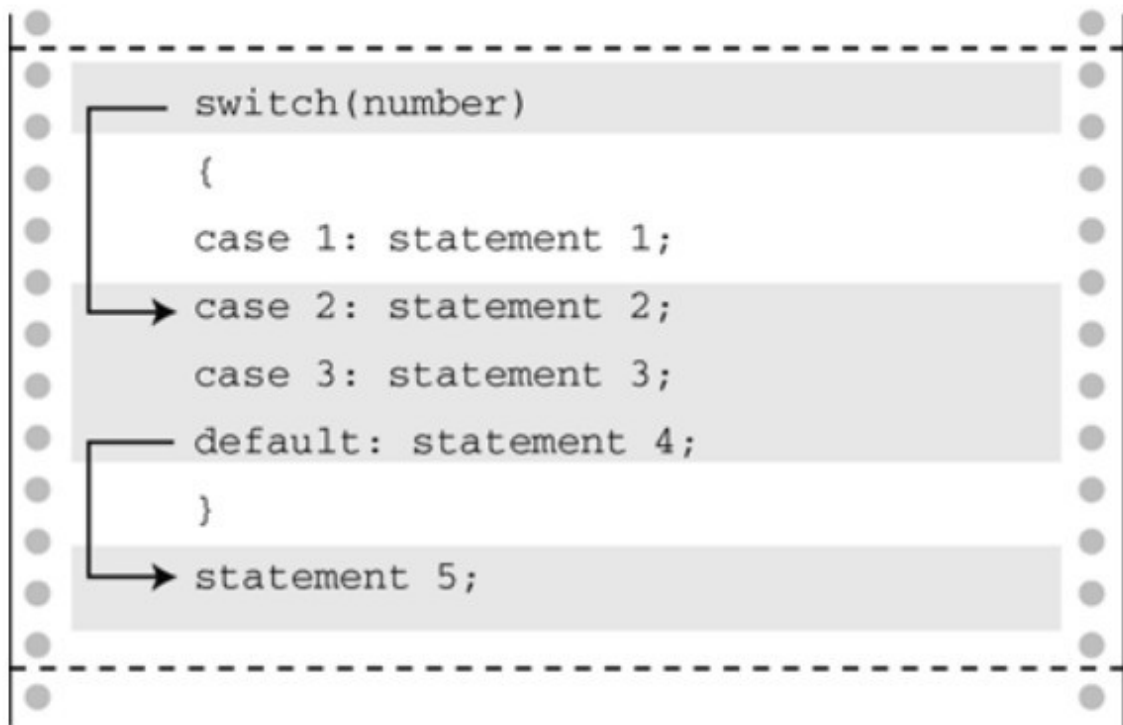 switch(number)
{
case 1: statement 1;
case 2: statement 2;
case 3: statement 3;
default: statement 4;
}
statement 5;